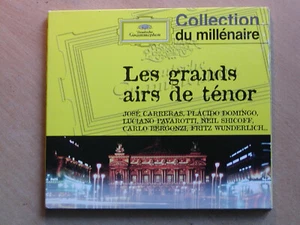 Deutsche
Grammophon
Collection
du millénaire
Les grands
airs de ténor
JOSE CARRERAS, PLACIDO DOMINGO,
LUCIANO PAVAROTTI, NEIL SHICOFF,
CARLO BERGONZI, FRITZ WUNDERLICH...